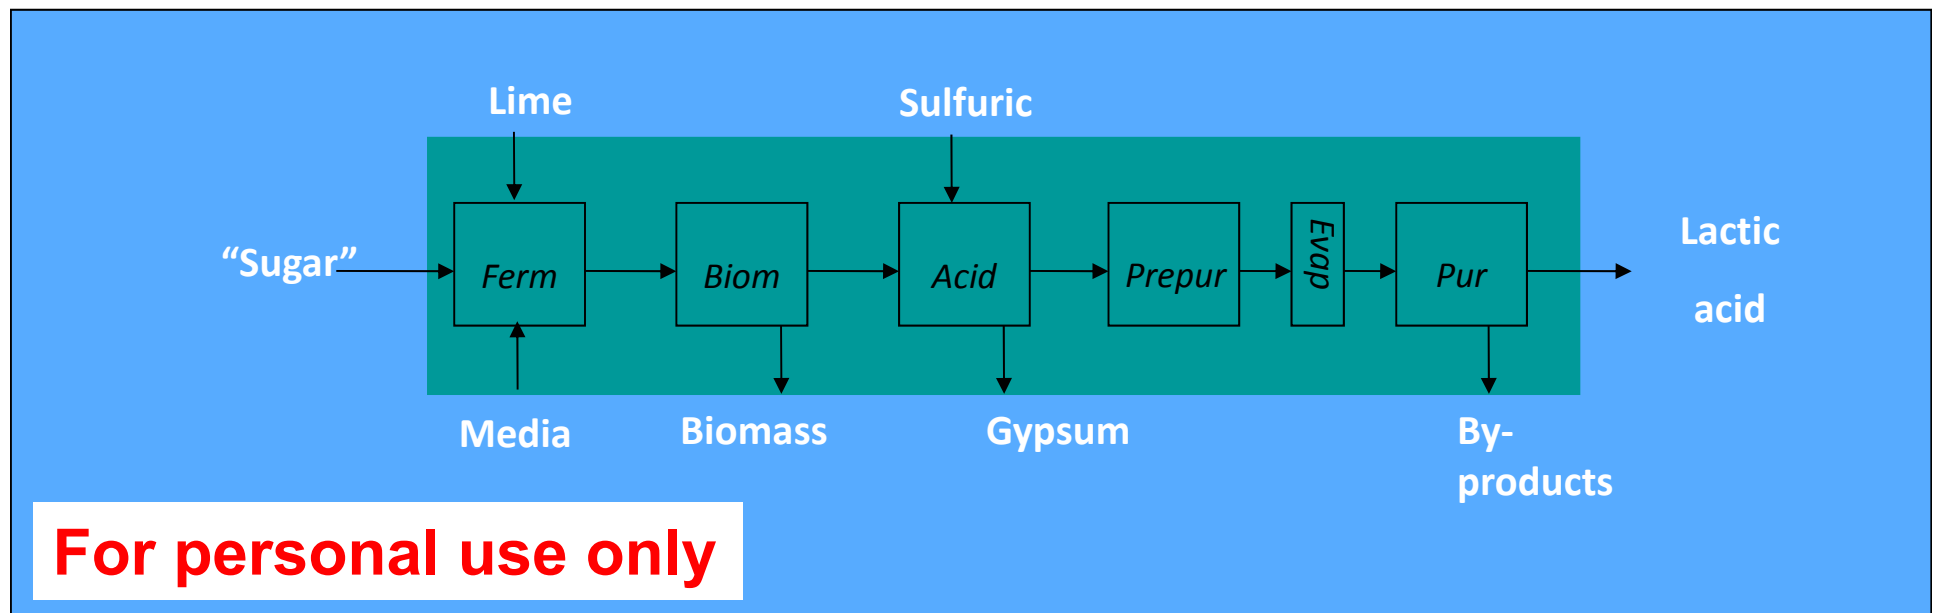 Lime
Sulfuric
“Sugar”
Ferm
Biom
Acid
Prepur
Evap
Pur
Lactic
acid
Media
Biomass
Gypsum
By-
products
For personal use only